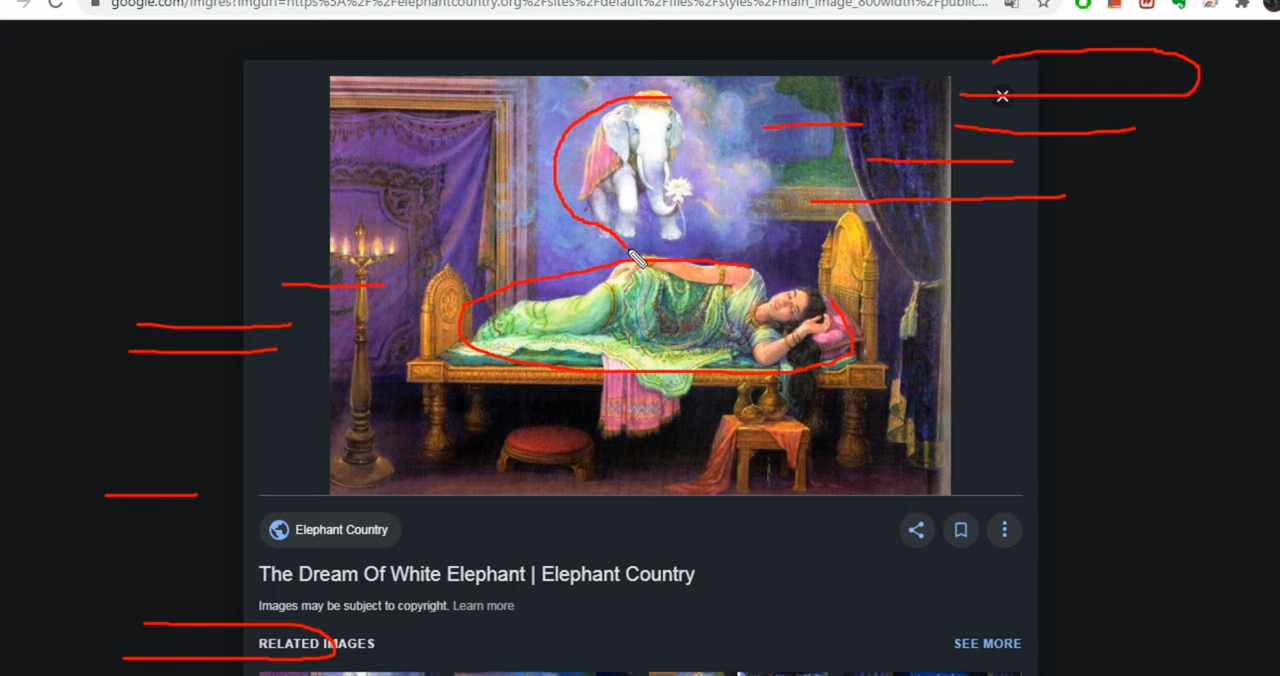 google.com/imgres?imgurl=https%3A%2F%2Felephantcountry.org%2Fsites%2Fdefault%2Ffiles%2Fstyles%2Fmain_image_800width%2Fpublic...
Elephant Country
The Dream Of White Elephant | Elephant Country
Images may be subject to copyright. Learn more
RELATED IMAGES
SEE MORE